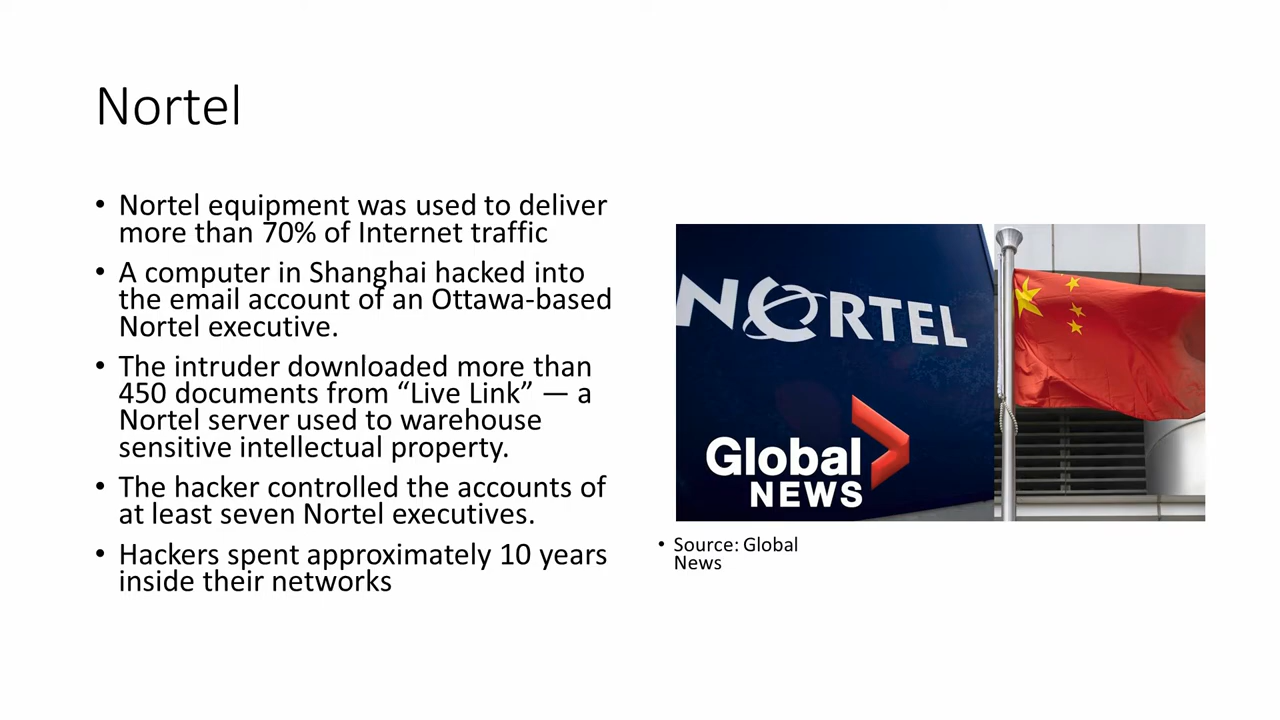 Nortel
• Nortel equipment was used to deliver
more than 70% of Internet traffic
• A computer in Shanghai hacked into
the email account of an Ottawa-based
Nortel executive.
• The intruder downloaded more than
450 documents from “Live Link” — a
Nortel server used to warehouse
sensitive intellectual property.
• The hacker controlled the accounts of
at least seven Nortel executives.
• Hackers spent approximately 10 years
inside their networks
NORTEL
Global
NEWS
• Source: Global
News